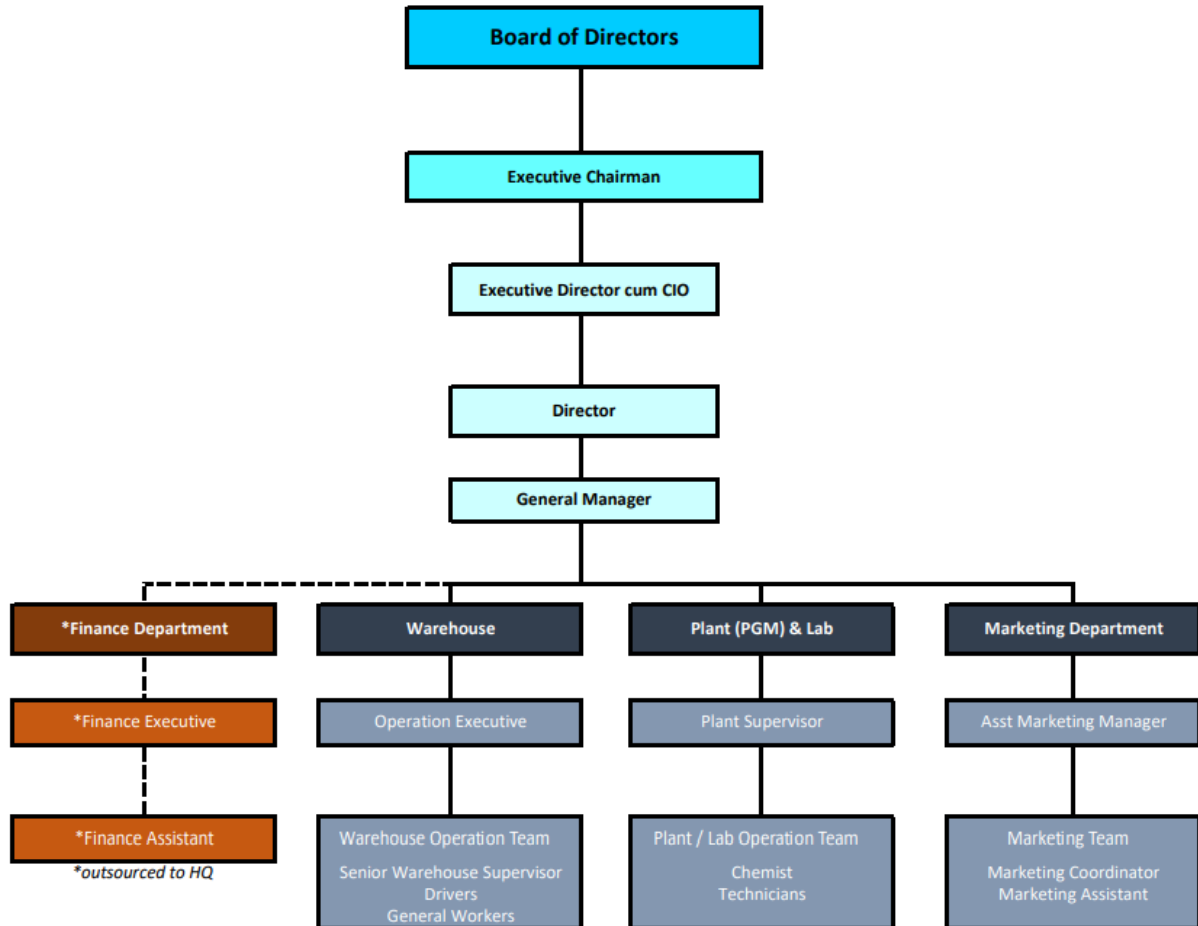 Board of Directors
Executive Chairman
Executive Director cum CIO
Director
General Manager
*Finance Department
Warehouse
Plant (PGM) & Lab
Marketing Department
*Finance Executive
Operation Executive
Plant Supervisor
Asst Marketing Manager
*Finance Assistant
*outsourced to HQ
Warehouse Operation Team
Senior Warehouse Supervisor
Drivers
General Workers
Plant / Lab Operation Team
Chemist
Technicians
Marketing Team
Marketing Coordinator
Marketing Assistant